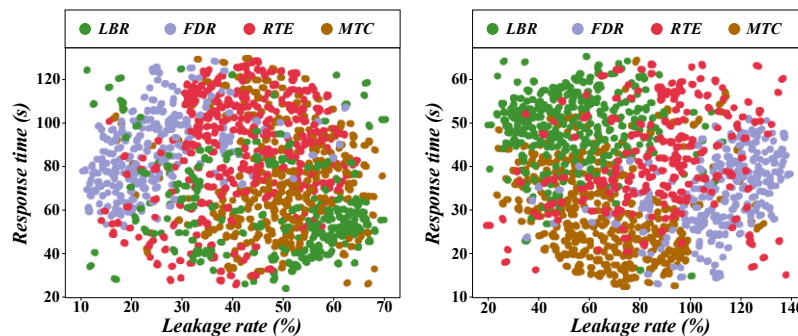 LBR FDR RTE MTC
120
100
80
60
40
20
10 20 30 40 50 60 70
Response time (s)
Leakage rate (%)
LBR FDR RTE MTC
60
50
40
30
20
10
20 40 60 80 100 120 140
Response time (s)
Leakage rate (%)